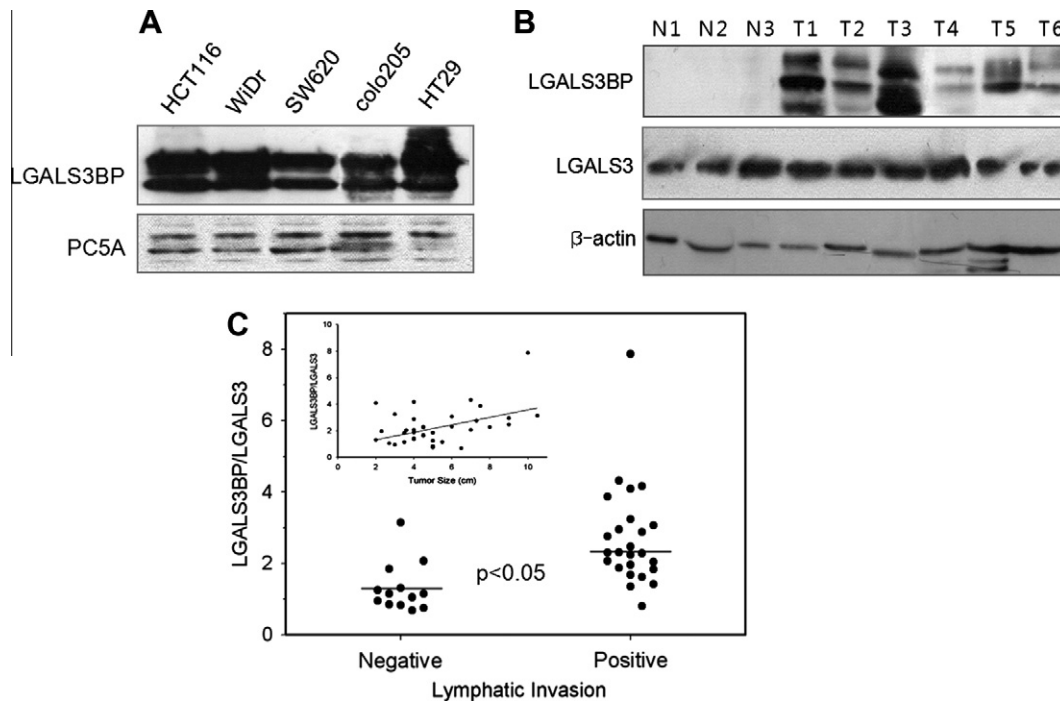 A
HCT116 WiDr SW620 colo205 HT29
LGALS3BP
PC5A
B
N1 N2 N3 T1 T2 T3 T4 T5 T6
LGALS3BP
LGALS3
β-actin
C
LGALS3BP/LGALS3
8
6
4
2
0
LGALS3BP/LGALS3
10
8
6
4
2
0
0 2 4 6 8 10
Tumor Size (cm)
p<0.05
Negative Positive
Lymphatic Invasion